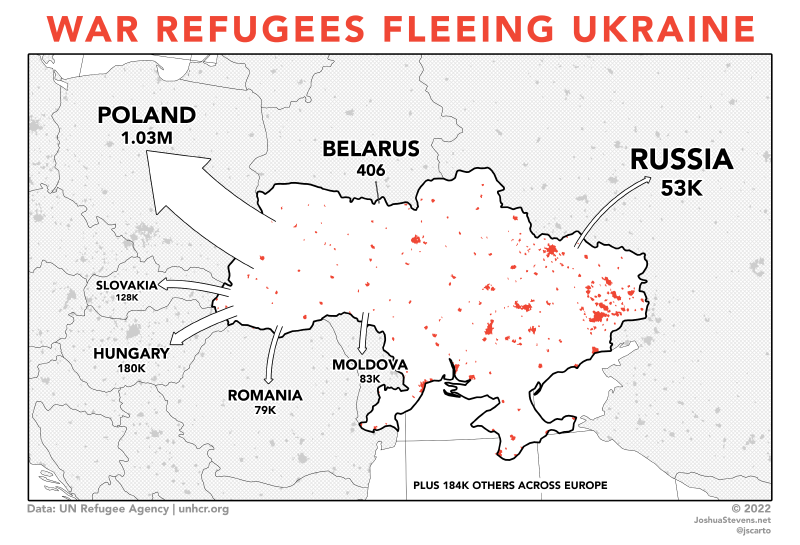 WAR REFUGEES FLEEING UKRAINE
POLAND
1.03M
BELARUS
406
RUSSIA
53K
SLOVAKIA
128K
HUNGARY
180K
MOLDOVA
83K
ROMANIA
79K
PLUS 184K OTHERS ACROSS EUROPE
Data: UN Refugee Agency | unhcr.org
© 2022
JoshuaStevens.net
@jscarto